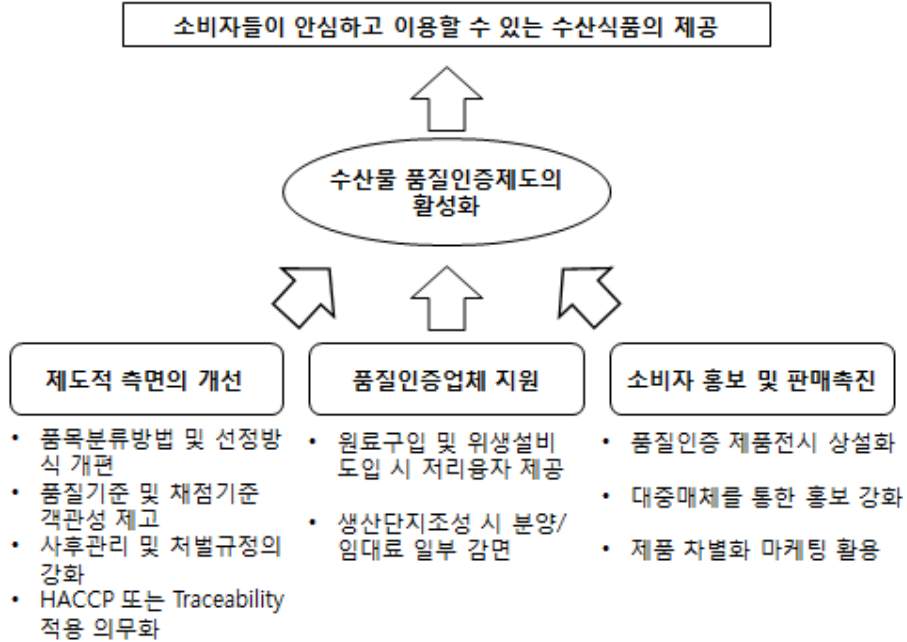 소비자들이 안심하고 이용할 수 있는 수산식품의 제공
수산물 품질인증제도의
활성화
제도적 측면의 개선
• 품목분류방법 및 선정방
식 개편
• 품질기준 및 채점기준
객관성 제고
• 사후관리 및 처벌규정의
강화
• HACCP 또는 Traceability
적용 의무화
품질인증업체 지원
• 원료구입 및 위생설비
도입 시 저리융자 제공
• 생산단지조성 시 분양/
임대료 일부 감면
소비자 홍보 및 판매촉진
• 품질인증 제품전시 상설화
• 대중매체를 통한 홍보 강화
• 제품 차별화 마케팅 활용